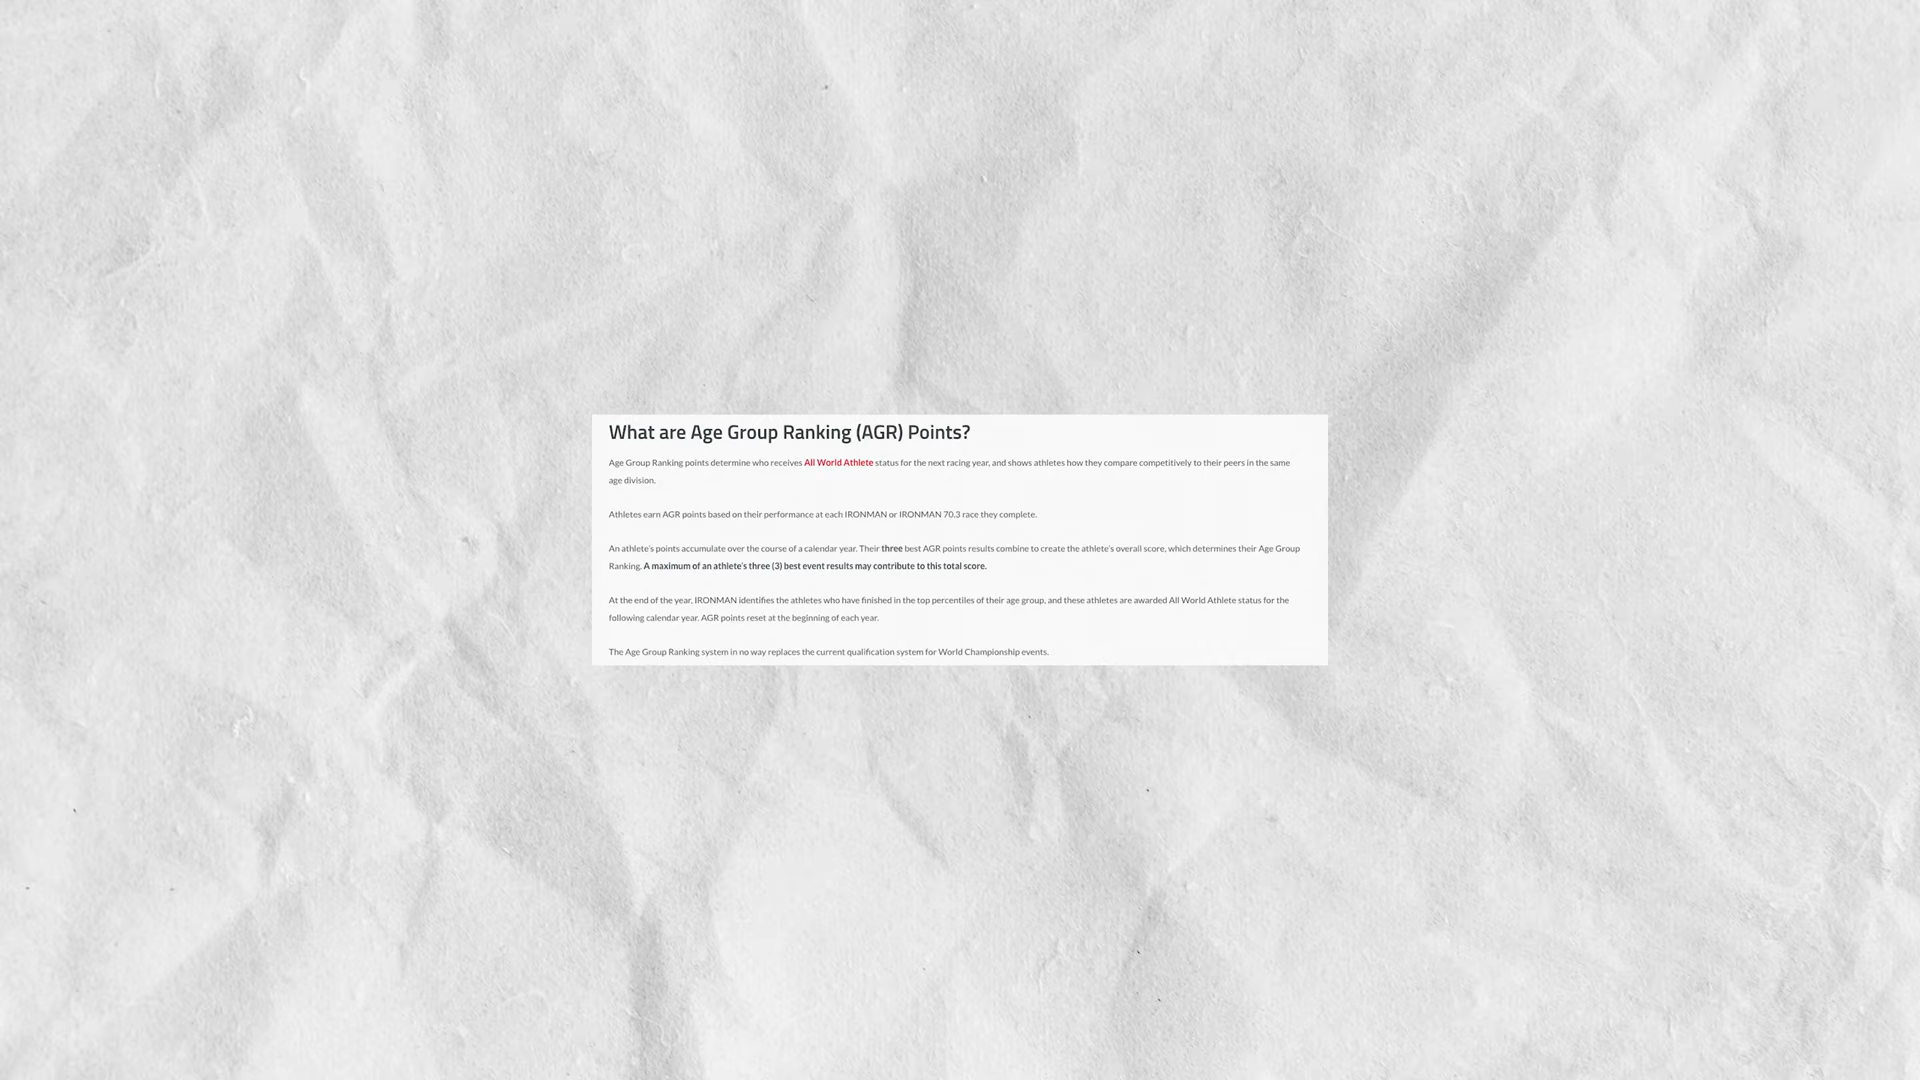 What are Age Group Ranking (AGR) Points?
Age Group Ranking points determine who receives All World Athlete status for the next racing year, and shows athletes how they compare competitively to their peers in the same
age division.
Athletes earn AGR points based on their performance at each IRONMAN or IRONMAN 70.3 race they complete.
An athlete's points accumulate over the course of a calendar year. Their three best AGR points results combine to create the athlete's overall score, which determines their Age Group
Ranking. A maximum of an athlete's three (3) best event results may contribute to this total score.
At the end of the year, IRONMAN identifies the athletes who have finished in the top percentiles of their age group, and these athletes are awarded All World Athlete status for the
following calendar year. AGR points reset at the beginning of each year.
The Age Group Ranking system in no way replaces the current qualification system for World Championship events.